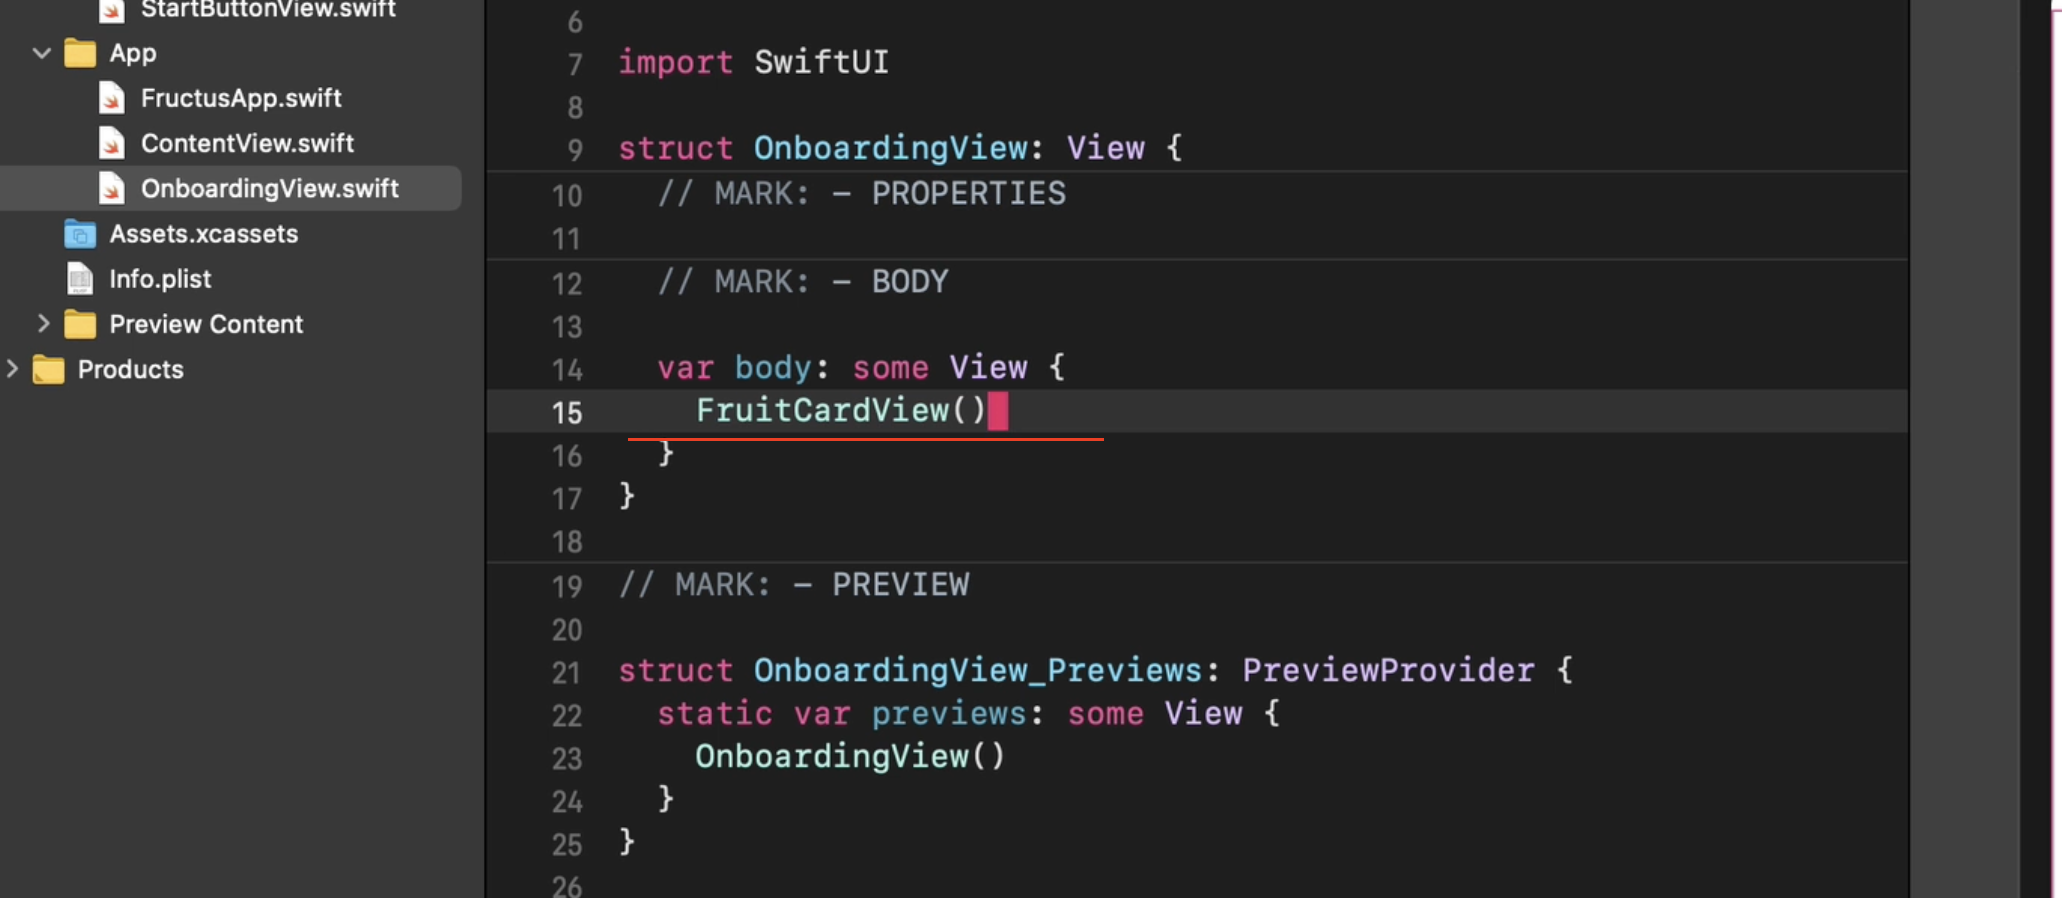 StartButtonView.swift
App
FructusApp.swift
ContentView.swift
OnboardingView.swift
Assets.xcassets
Info.plist
Preview Content
Products
6
7 import SwiftUI
8
9 struct OnboardingView: View {
10 // MARK: – PROPERTIES
11
12 // MARK: – BODY
13
14 var body: some View {
15 FruitCardView()
16 }
17 }
18
19 // MARK: – PREVIEW
20
21 struct OnboardingView_Previews: PreviewProvider {
22 static var previews: some View {
23 OnboardingView()
24 }
25 }
26